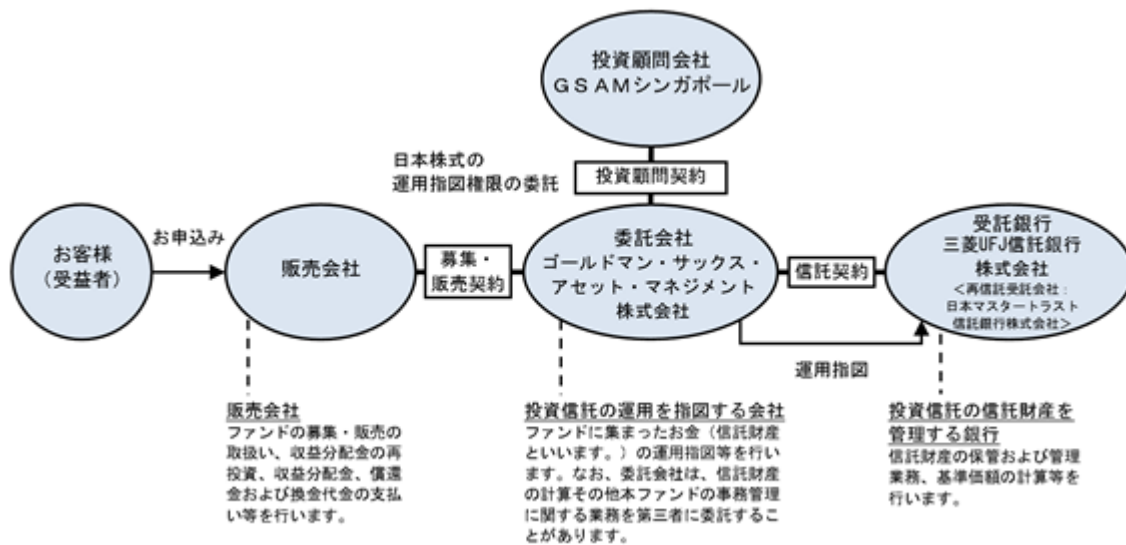 投資顧問会社
GSAMシンガポール
日本株式の
運用指図権限の委託
投資顧問契約
お客様
（受益者）
お申込み
販売会社
募集・
販売契約
委託会社
ゴールドマン・サックス・
アセット・マネジメント
株式会社
信託契約
受託銀行
三菱UFJ信託銀行
株式会社
＜再信託受託会社：
日本マスタートラスト
信託銀行株式会社＞
運用指図
販売会社
ファンドの募集・販売の
取扱い、収益分配金の再
投資、収益分配金、償還
金および換金代金の支払
い等を行います。
投資信託の運用を指図する会社
ファンドに集まったお金（信託財産
といいます。）の運用指図等を行い
ます。なお、委託会社は、信託財産
の計算その他本ファンドの事務管理
に関する業務を第三者に委託するこ
とがあります。
投資信託の信託財産を
管理する銀行
信託財産の保管および管理
業務、基準価額の計算等を
行います。